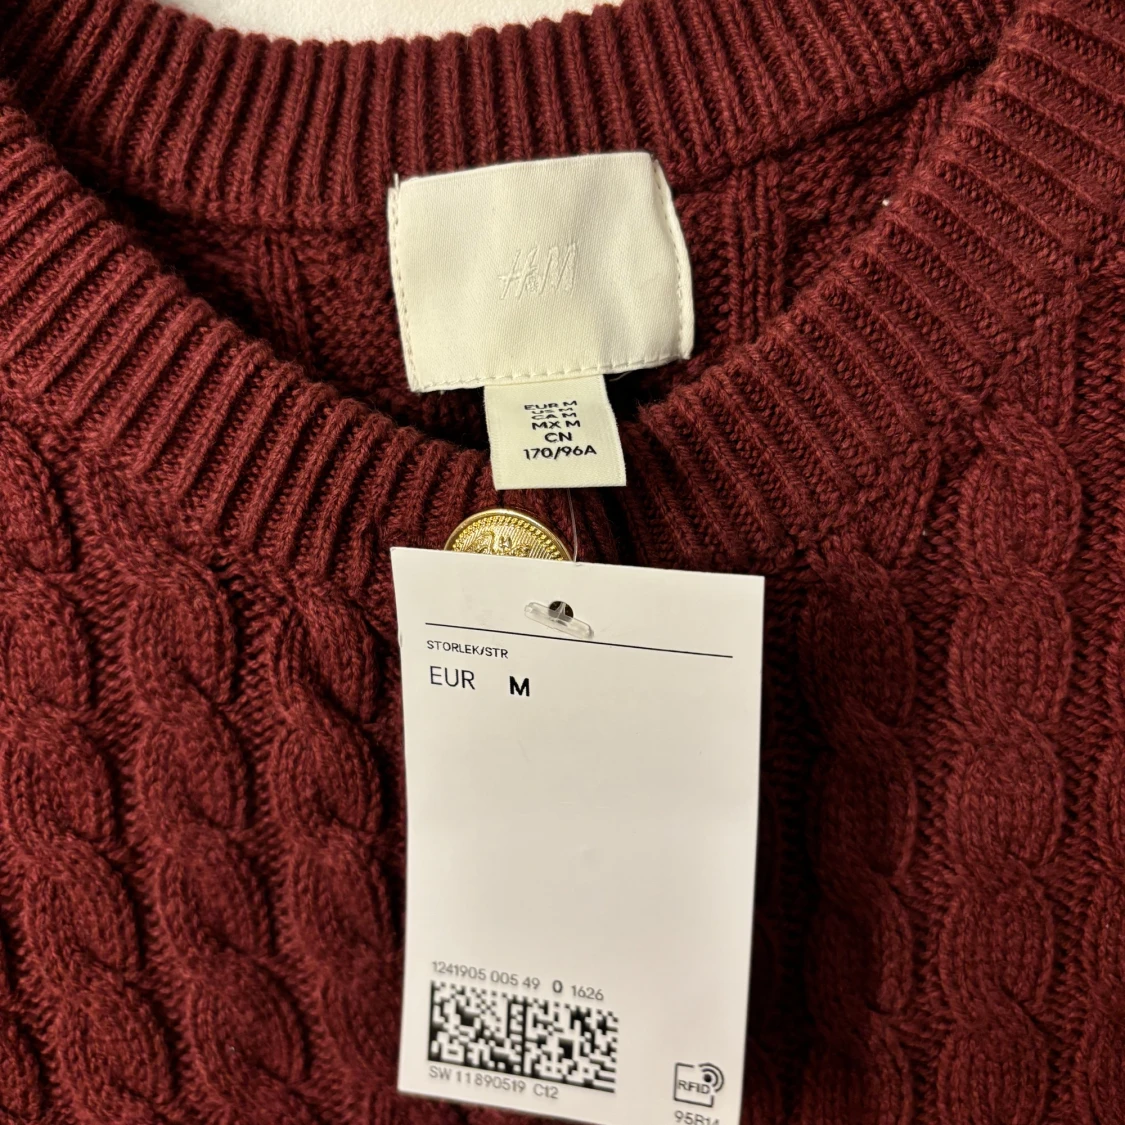 H&M
EUR M
US M
CA M
MX M
CN
170/96A
STORLEK/STR
EUR M
1241905 005 49 0 1626
SW 11890519 C12
RFID
95B14